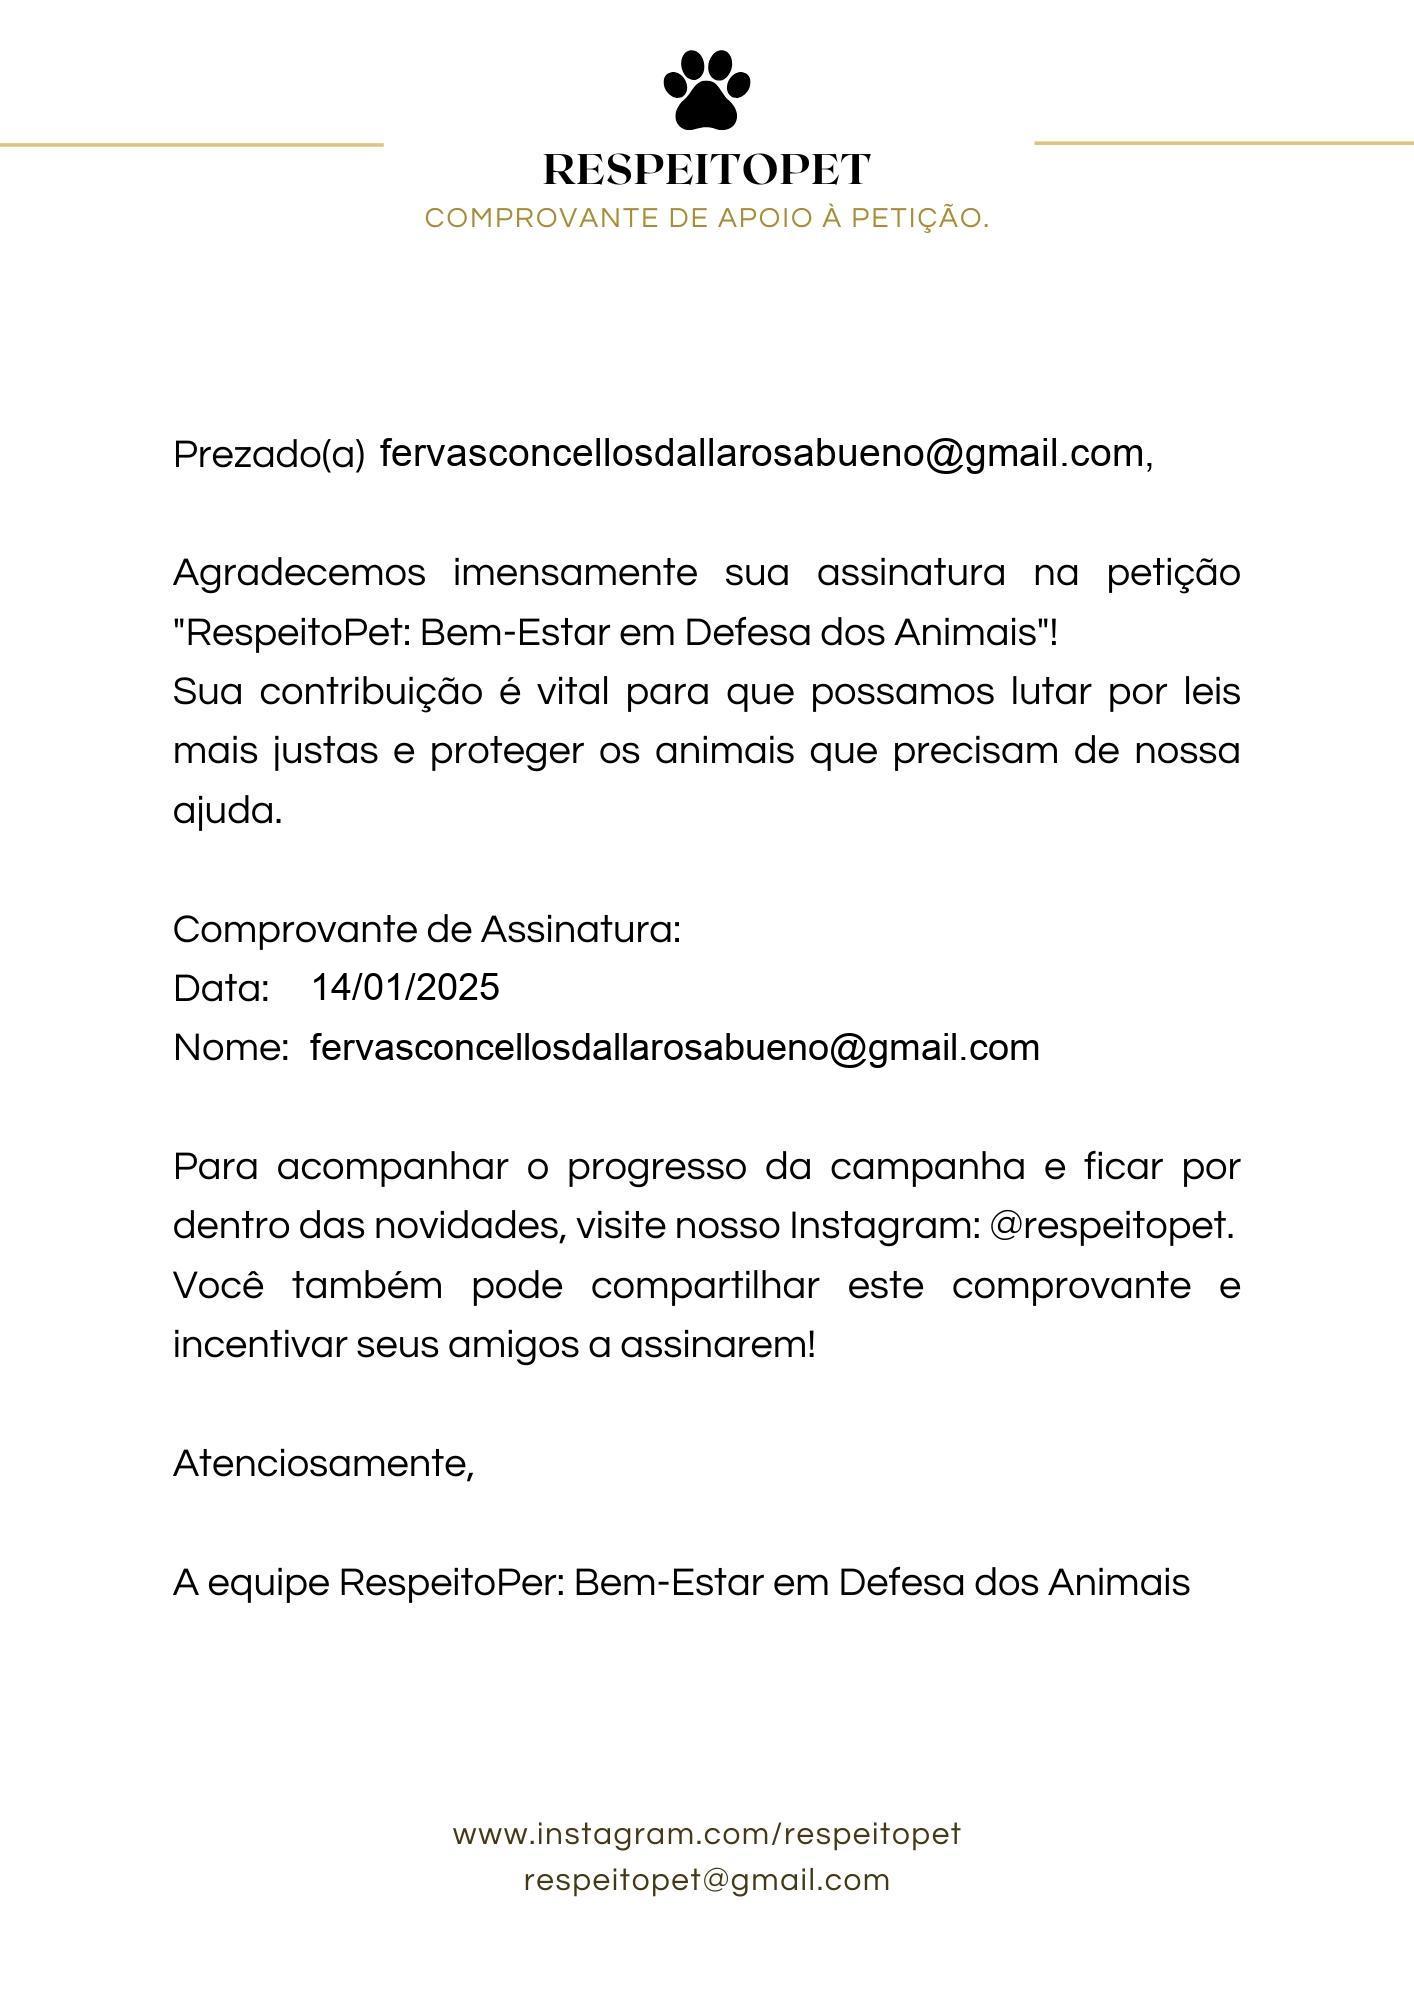 RESPEITOPET
COMPROVANTE DE APOIO À PETIÇÃO.
Prezado(a) fervasconcellosdallarosabueno@gmail.com,
Agradecemos imensamente sua assinatura na petição
"RespeitoPet: Bem-Estar em Defesa dos Animais"!
Sua contribuição é vital para que possamos lutar por leis
mais justas e proteger os animais que precisam de nossa
ajuda.
Comprovante de Assinatura:
Data: 14/01/2025
Nome: fervasconcellosdallarosabueno@gmail.com
Para acompanhar o progresso da campanha e ficar por
dentro das novidades, visite nosso Instagram: @respeitopet.
Você também pode compartilhar este comprovante e
incentivar seus amigos a assinarem!
Atenciosamente,
A equipe RespeitoPer: Bem-Estar em Defesa dos Animais
www.instagram.com/respeitopet
respeitopet@gmail.com